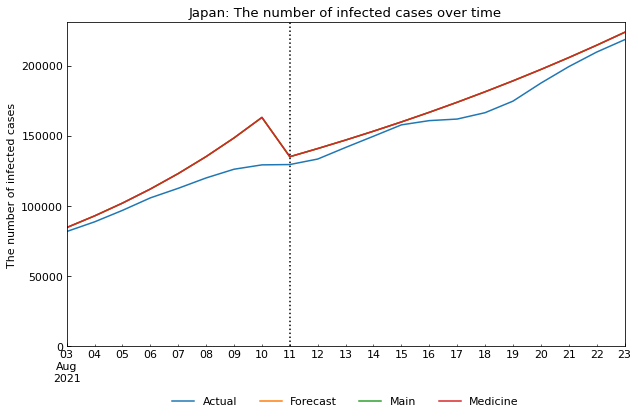 Japan: The number of infected cases over time
The number of infected cases
200000
150000
100000
50000
0
03 04 05 06 07 08 09 10 11 12 13 14 15 16 17 18 19 20 21 22 23
Aug
2021
Actual Forecast Main Medicine